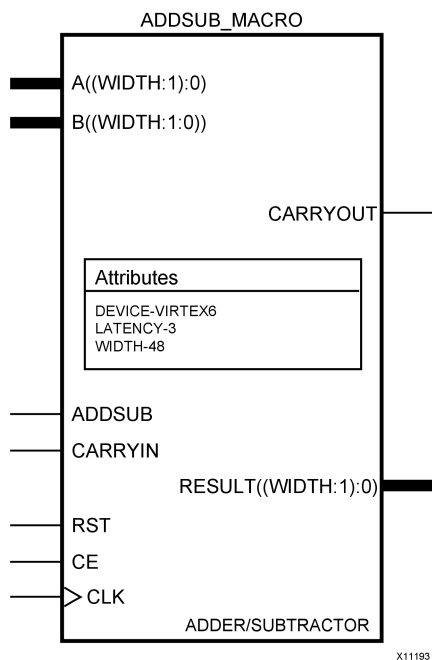 ADDSUB_MACRO
A((WIDTH:1):0)
B((WIDTH:1:0))
CARRYOUT
Attributes
DEVICE-VIRTEX6
LATENCY-3
WIDTH-48
ADDSUB
CARRYIN
RESULT((WIDTH:1):0)
RST
CE
CLK
ADDER/SUBTRACTOR
X11193